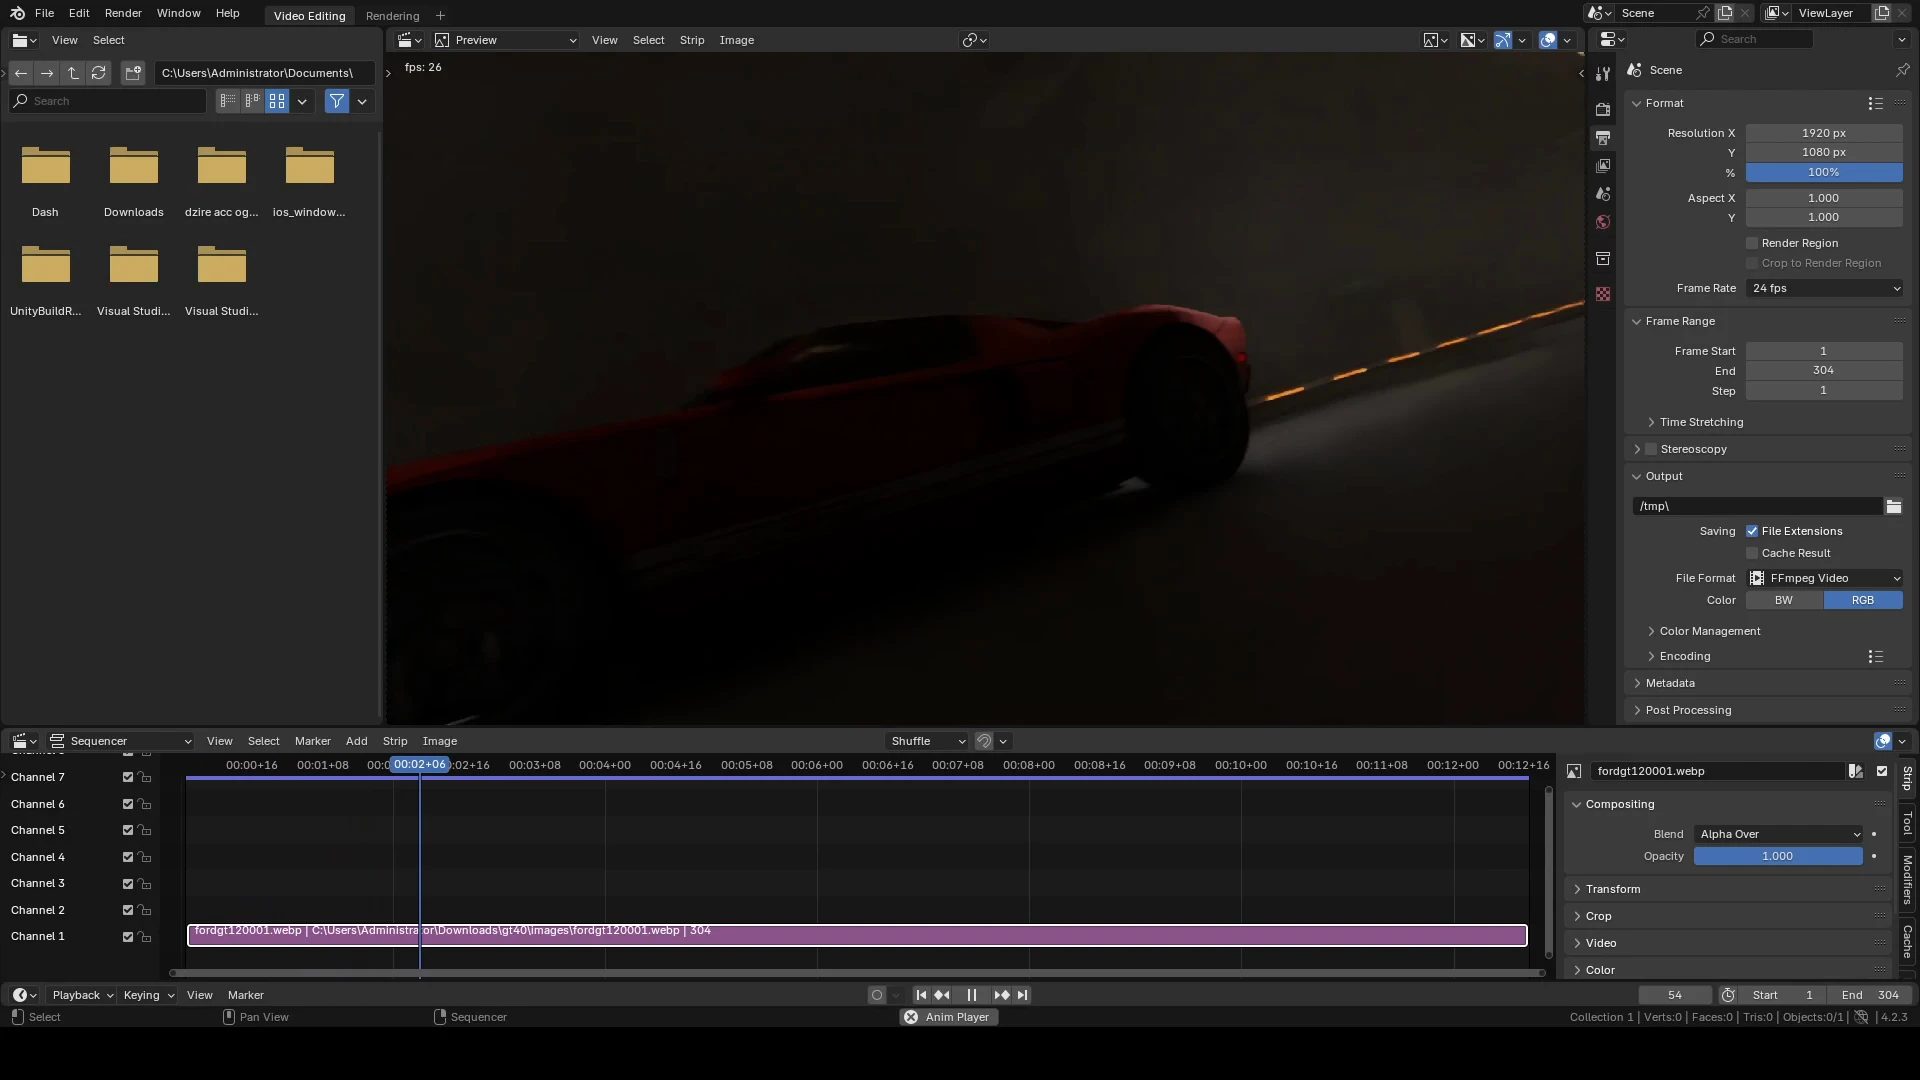 File Edit Render Window Help Video Editing Rendering + Scene ViewLayer
View Select Preview View Select Strip Image Search
C:\Users\Administrator\Documents\ fps: 26 Scene
Search
Format
Resolution X 1920 px
Y 1080 px
% 100%
Aspect X 1.000
Y 1.000
Dash Downloads dzire acc og... ios_window...
Render Region
Crop to Render Region
Frame Rate 24 fps
UnityBuildR... Visual Studi... Visual Studi...
Frame Range
Frame Start 1
End 304
Step 1
Time Stretching
Stereoscopy
Output
/tmp\
Saving File Extensions
Cache Result
File Format FFmpeg Video
Color BW RGB
Color Management
Encoding
Metadata
Post Processing
Sequencer View Select Marker Add Strip Image Shuffle
00:00+16 00:01+08 00:0 00:02+06 :02+16 00:03+08 00:04+00 00:04+16 00:05+08 00:06+00 00:06+16 00:07+08 00:08+00 00:08+16 00:09+08 00:10+00 00:10+16 00:11+08 00:12+00 00:12+16
Channel 7
Channel 6
Channel 5
Channel 4
Channel 3
Channel 2
Channel 1
fordgt120001.webp | C:\Users\Administrator\Downloads\gt40\images\fordgt120001.webp | 304
fordgt120001.webp
Compositing
Blend Alpha Over
Opacity 1.000
Transform
Crop
Video
Color
Strip
Tool
Modifiers
Cache
Playback Keying View Marker 54 Start 1 End 304
Select Pan View Sequencer Anim Player Collection 1 | Verts:0 | Faces:0 | Tris:0 | Objects:0/1 | 4.2.3